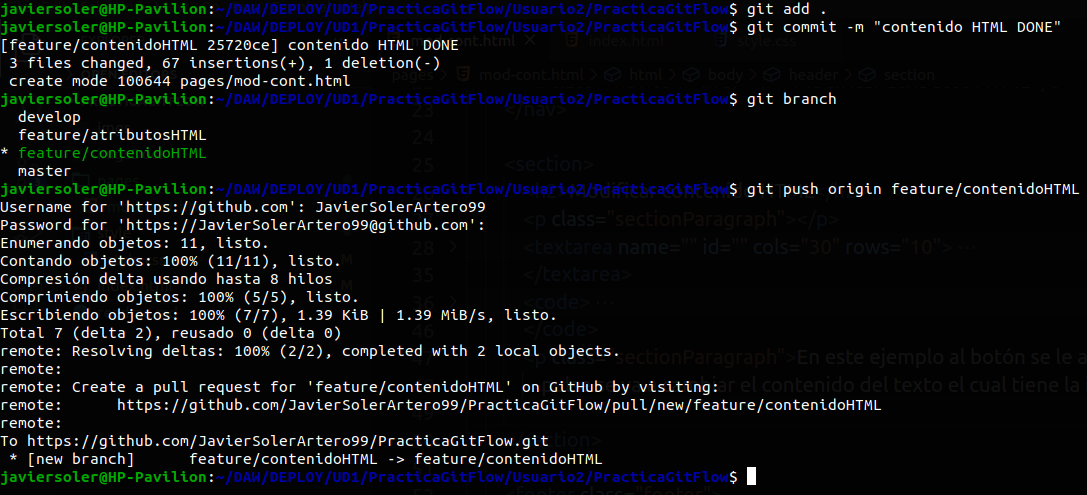 javiersoler@HP-Pavilion:~/DAW/DEPLOY/UD1/PracticaGitFlow/Usuario2/PracticaGitFlow$ git add .
javiersoler@HP-Pavilion:~/DAW/DEPLOY/UD1/PracticaGitFlow/Usuario2/PracticaGitFlow$ git commit -m "contenido HTML DONE"
[feature/contenidoHTML 25720ce] contenido HTML DONE
 3 files changed, 67 insertions(+), 1 deletion(-)
 create mode 100644 pages/mod-cont.html
javiersoler@HP-Pavilion:~/DAW/DEPLOY/UD1/PracticaGitFlow/Usuario2/PracticaGitFlow$ git branch
  develop
  feature/atributosHTML
* feature/contenidoHTML
  master
javiersoler@HP-Pavilion:~/DAW/DEPLOY/UD1/PracticaGitFlow/Usuario2/PracticaGitFlow$ git push origin feature/contenidoHTML
Username for 'https://github.com': JavierSolerArtero99
Password for 'https://JavierSolerArtero99@github.com':
Enumerando objetos: 11, listo.
Contando objetos: 100% (11/11), listo.
Compresión delta usando hasta 8 hilos
Comprimiendo objetos: 100% (5/5), listo.
Escribiendo objetos: 100% (7/7), 1.39 KiB | 1.39 MiB/s, listo.
Total 7 (delta 2), reusado 0 (delta 0)
remote: Resolving deltas: 100% (2/2), completed with 2 local objects.
remote:
remote: Create a pull request for 'feature/contenidoHTML' on GitHub by visiting:
remote:      https://github.com/JavierSolerArtero99/PracticaGitFlow/pull/new/feature/contenidoHTML
remote:
To https://github.com/JavierSolerArtero99/PracticaGitFlow.git
 * [new branch]      feature/contenidoHTML -> feature/contenidoHTML
javiersoler@HP-Pavilion:~/DAW/DEPLOY/UD1/PracticaGitFlow/Usuario2/PracticaGitFlow$